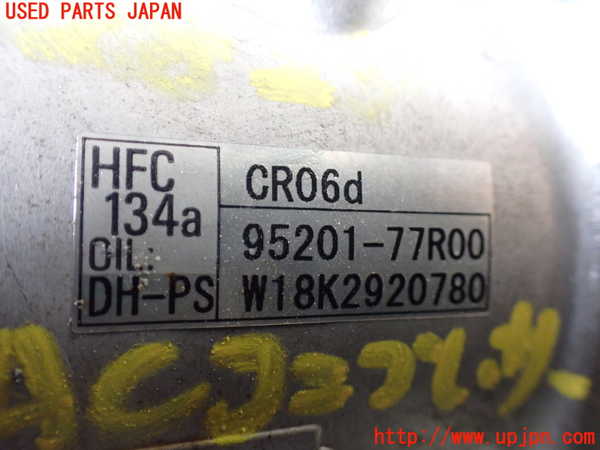 USED PARTS JAPAN
HFC
134a
OIL:
DH-PS
CR06d
95201-77R00
W18K2920780
ACコンプレッサー
http://www.upjpn.com/